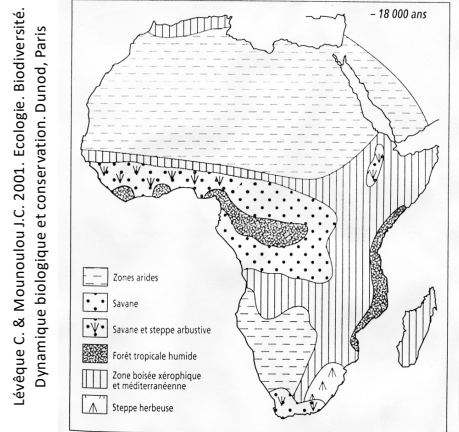 Lévêque C. & Mounoulou J.C. 2001. Ecologie. Biodiversité.
Dynamique biologique et conservation. Dunod, Paris
– 18 000 ans
Zones arides
Savane
Savane et steppe arbustive
Forêt tropicale humide
Zone boisée xérophique
et méditerranéenne
Steppe herbeuse